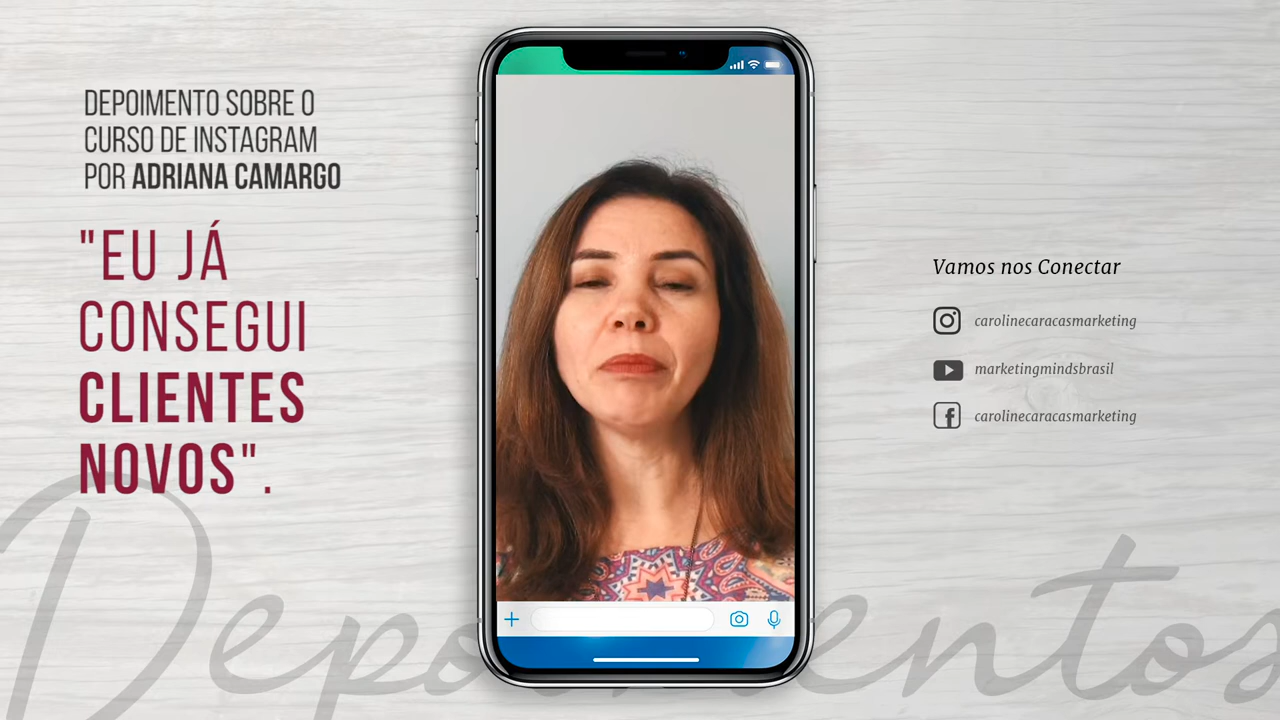 DEPOIMENTO SOBRE O
CURSO DE INSTAGRAM
POR ADRIANA CAMARGO
"EU JÁ
CONSEGUI
CLIENTES
NOVOS".
Vamos nos Conectar
carolinecaracasmarketing
marketingmindsbrasil
carolinecaracasmarketing
Depoimentos